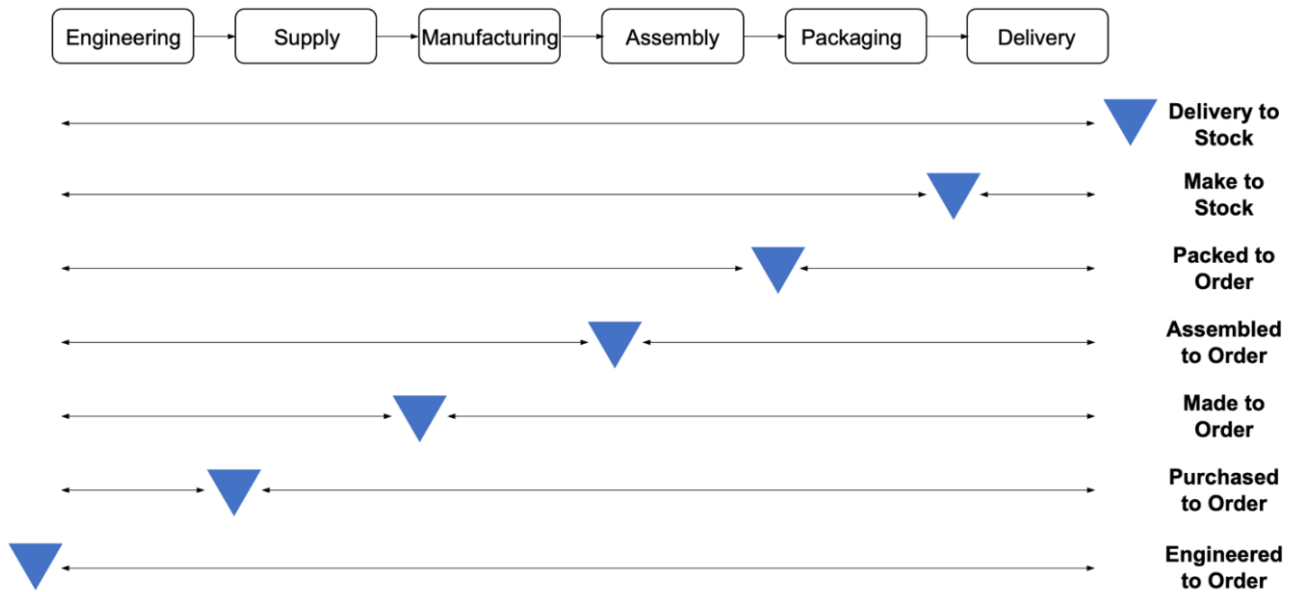 Engineering
Supply
Manufacturing
Assembly
Packaging
Delivery
Delivery to
Stock
Make to
Stock
Packed to
Order
Assembled
to Order
Made to
Order
Purchased
to Order
Engineered
to Order